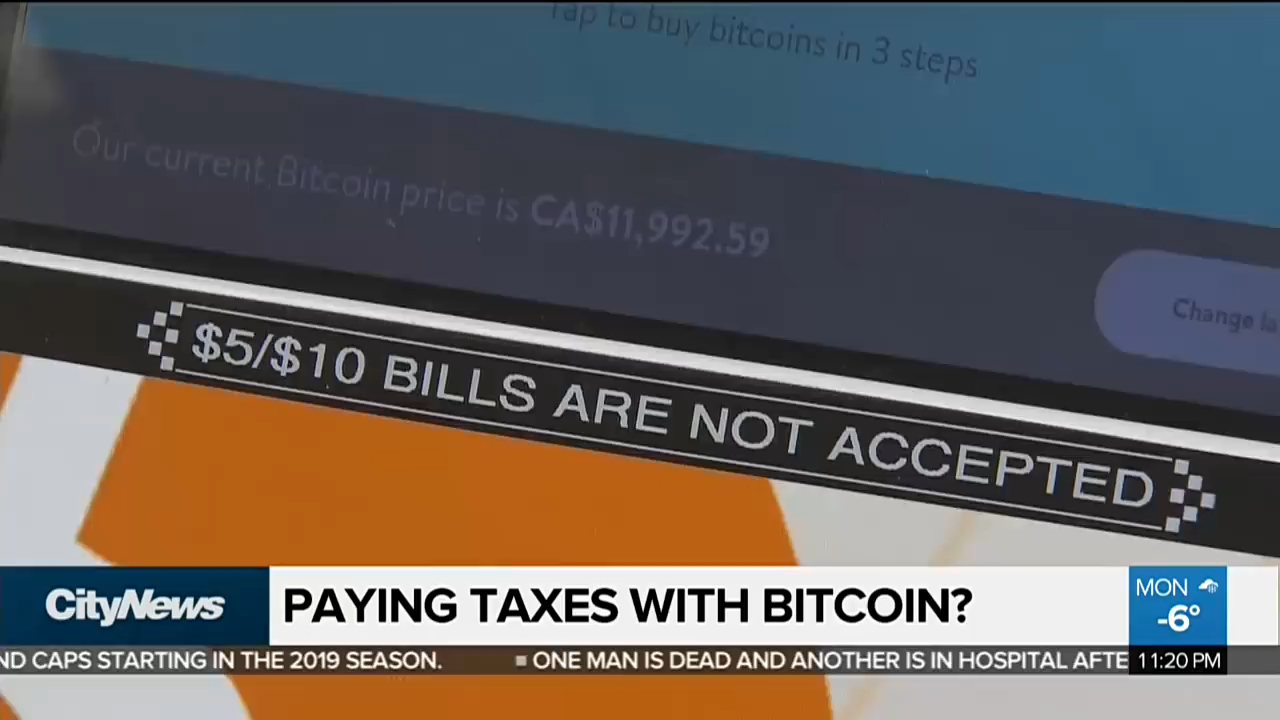 Tap to buy bitcoins in 3 steps
Our current Bitcoin price is CA$11,992.59
Change
$5/$10 BILLS ARE NOT ACCEPTED
CityNews
PAYING TAXES WITH BITCOIN?
MON
-6°
CAPS STARTING IN THE 2019 SEASON. ■ ONE MAN IS DEAD AND ANOTHER IS IN HOSPITAL
11:20 PM